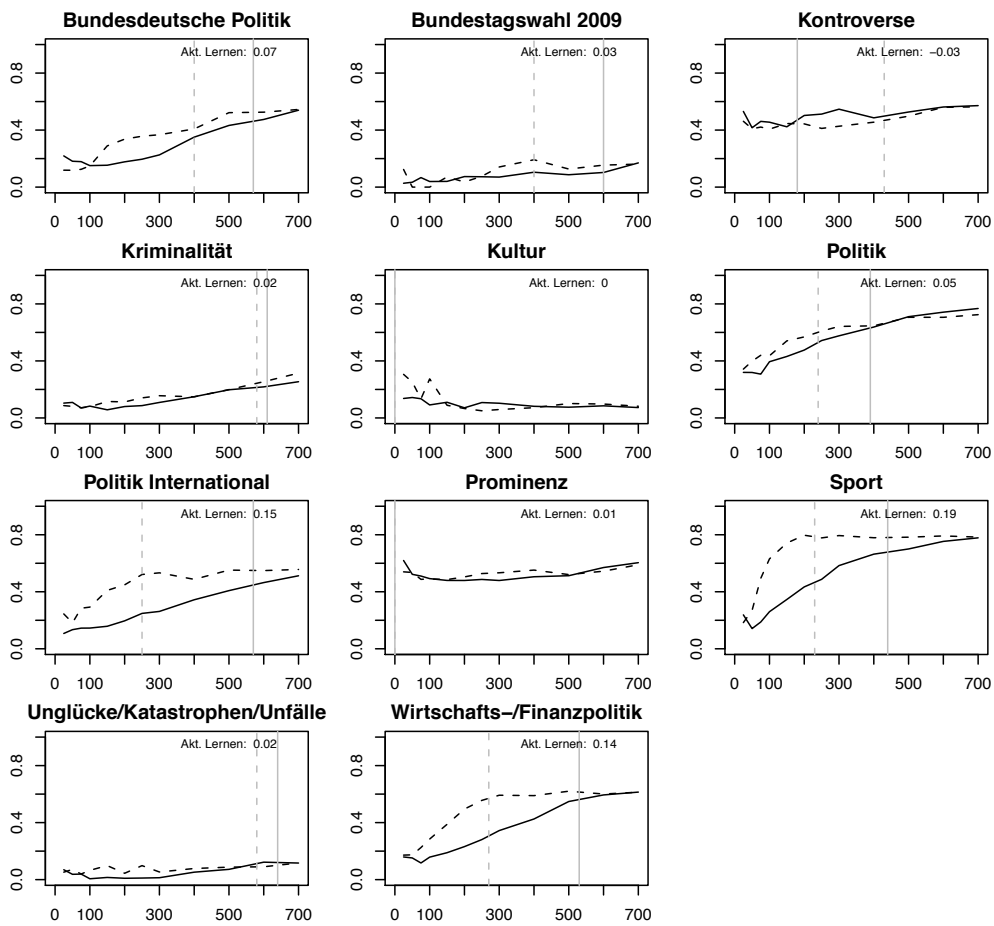 Bundesdeutsche Politik
Akt. Lernen: 0.07
0.0 0.4 0.8
0 100 300 500 700
Bundestagswahl 2009
Akt. Lernen: 0.03
0.0 0.4 0.8
0 100 300 500 700
Kontroverse
Akt. Lernen: −0.03
0.0 0.4 0.8
0 100 300 500 700
Kriminalität
Akt. Lernen: 0.02
0.0 0.4 0.8
0 100 300 500 700
Kultur
Akt. Lernen: 0
0.0 0.4 0.8
0 100 300 500 700
Politik
Akt. Lernen: 0.05
0.0 0.4 0.8
0 100 300 500 700
Politik International
Akt. Lernen: 0.15
0.0 0.4 0.8
0 100 300 500 700
Prominenz
Akt. Lernen: 0.01
0.0 0.4 0.8
0 100 300 500 700
Sport
Akt. Lernen: 0.19
0.0 0.4 0.8
0 100 300 500 700
Unglücke/Katastrophen/Unfälle
Akt. Lernen: 0.02
0.0 0.4 0.8
0 100 300 500 700
Wirtschafts−/Finanzpolitik
Akt. Lernen: 0.14
0.0 0.4 0.8
0 100 300 500 700